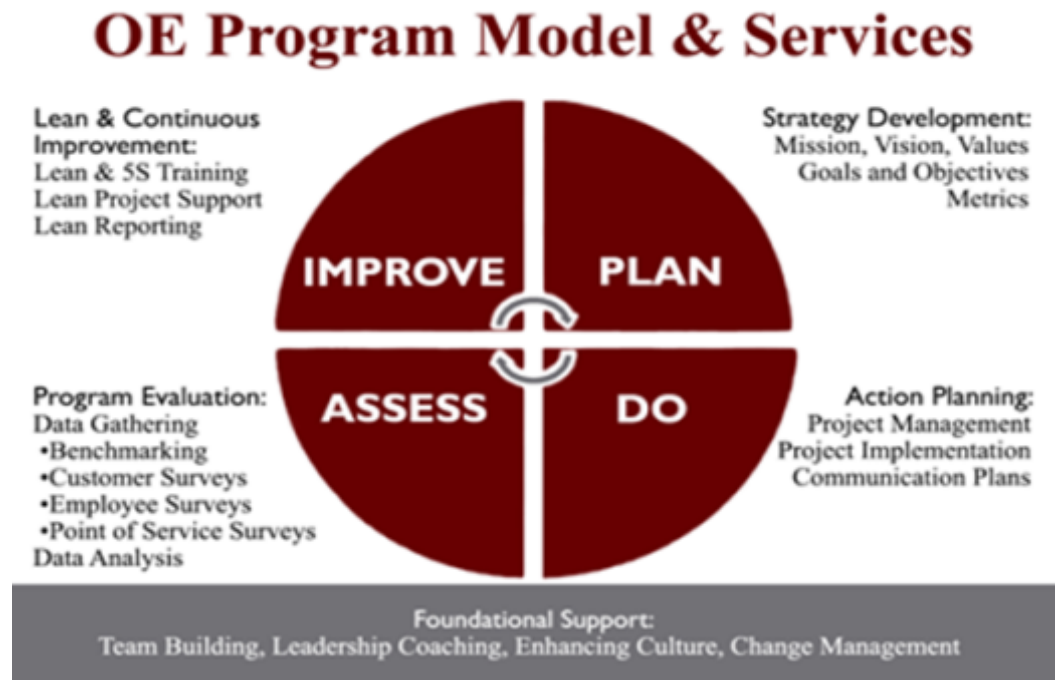 OE Program Model & Services
Lean & Continuous
Improvement:
Lean & 5S Training
Lean Project Support
Lean Reporting
Strategy Development:
Mission, Vision, Values
Goals and Objectives
Metrics
IMPROVE
PLAN
ASSESS
DO
Program Evaluation:
Data Gathering
•Benchmarking
•Customer Surveys
•Employee Surveys
•Point of Service Surveys
Data Analysis
Action Planning:
Project Management
Project Implementation
Communication Plans
Foundational Support:
Team Building, Leadership Coaching, Enhancing Culture, Change Management